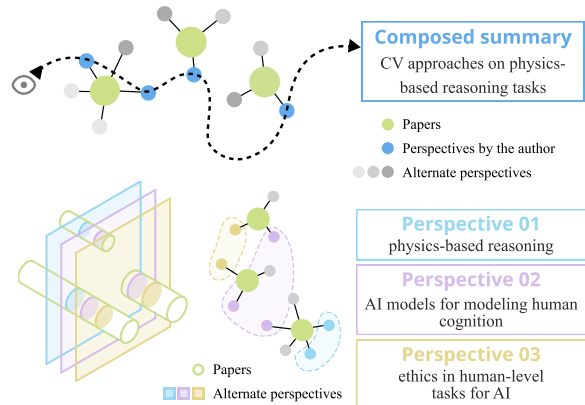 Composed summary
CV approaches on physics-
based reasoning tasks
Papers
Perspectives by the author
Alternate perspectives
Perspective 01
physics-based reasoning
Perspective 02
AI models for modeling human
cognition
Perspective 03
ethics in human-level
tasks for AI
Papers
Alternate perspectives